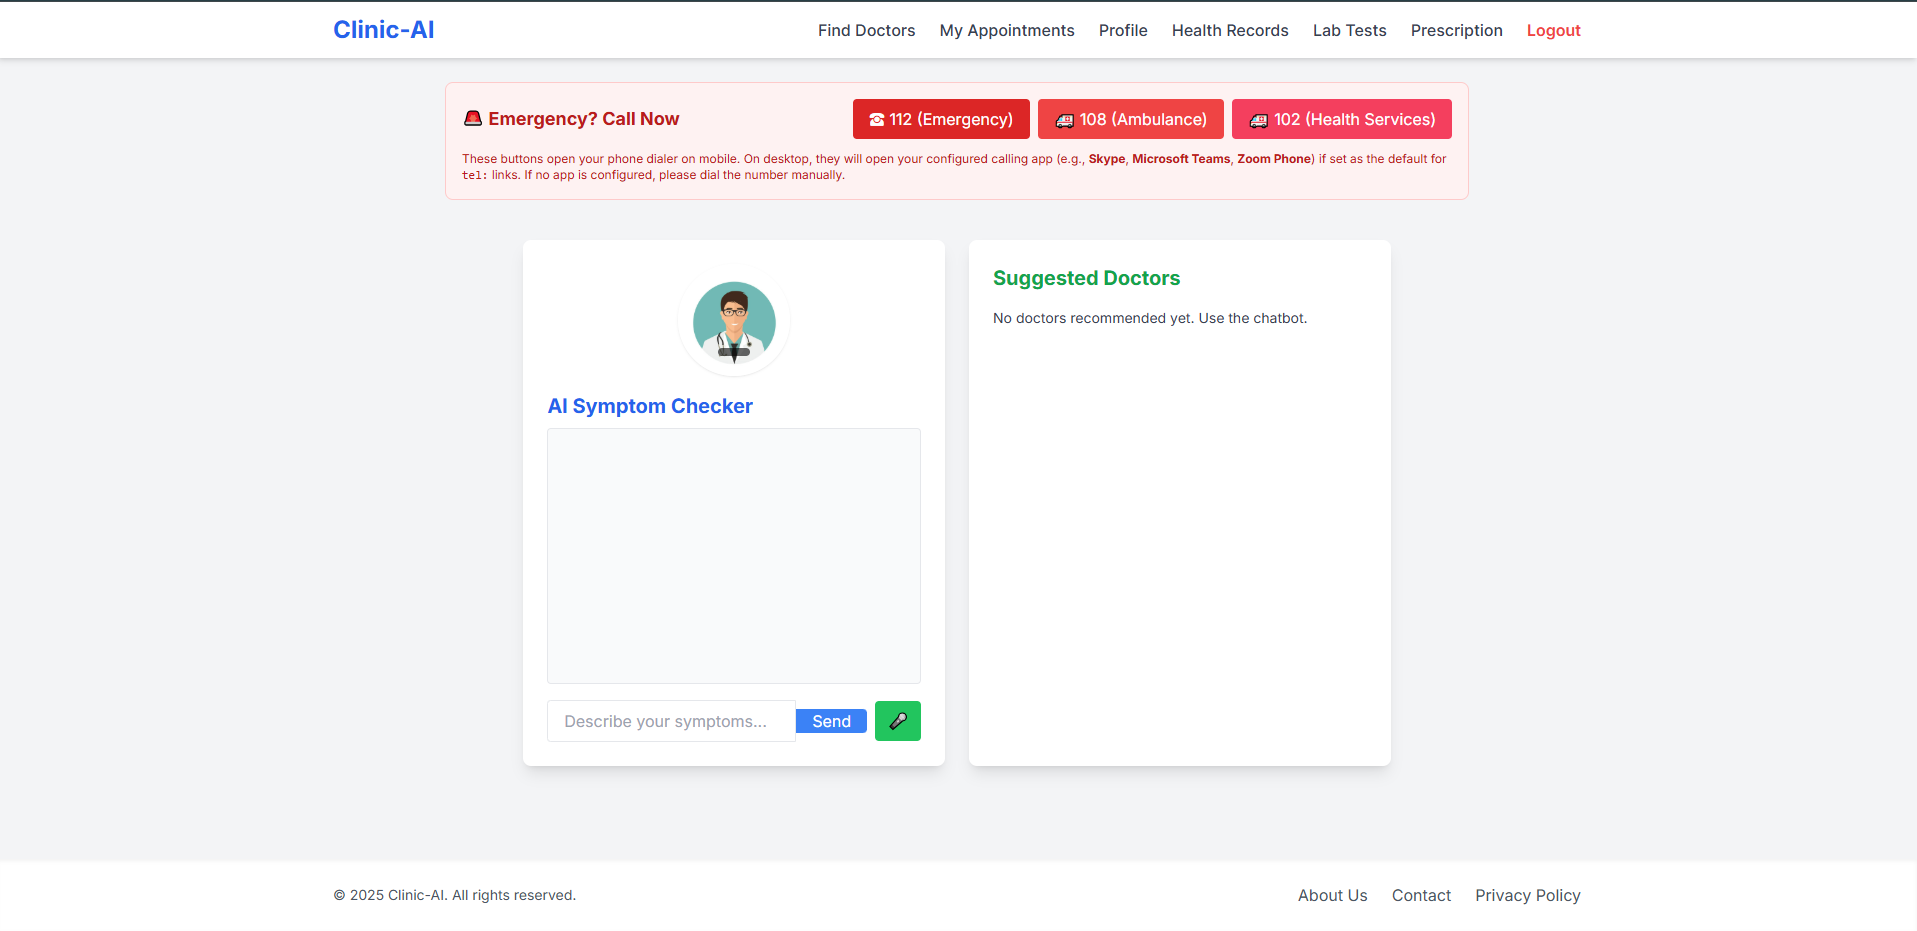 Clinic-AI
Find Doctors
My Appointments
Profile
Health Records
Lab Tests
Prescription
Logout
Emergency? Call Now
112 (Emergency)
108 (Ambulance)
102 (Health Services)
These buttons open your phone dialer on mobile. On desktop, they will open your configured calling app (e.g., Skype, Microsoft Teams, Zoom Phone) if set as the default for
tel: links. If no app is configured, please dial the number manually.
AI Symptom Checker
Describe your symptoms...
Send
Suggested Doctors
No doctors recommended yet. Use the chatbot.
© 2025 Clinic-AI. All rights reserved.
About Us
Contact
Privacy Policy